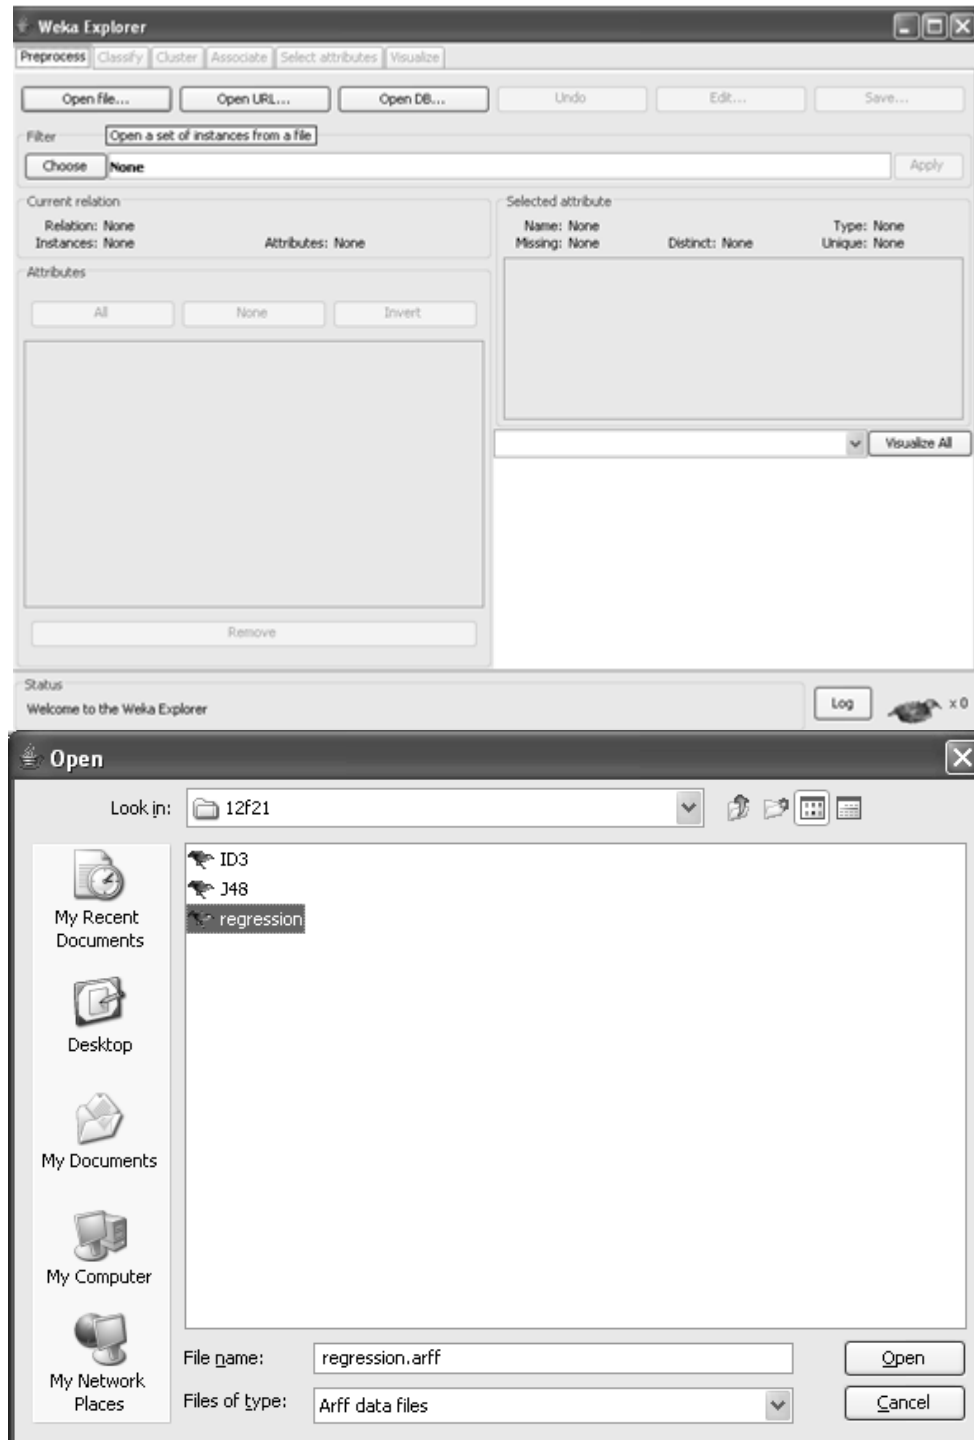 Weka Explorer
Preprocess Classify Cluster Associate Select attributes Visualize
Open file... Open URL... Open DB... Undo Edit... Save...
Filter Open a set of instances from a file
Choose None Apply
Current relation
Relation: None
Instances: None Attributes: None
Selected attribute
Name: None Type: None
Missing: None Distinct: None Unique: None
Attributes
All None Invert
Visualize All
Remove
Status
Welcome to the Weka Explorer
Log x 0
Open
Look in: 12f21
ID3
J48
regression
My Recent
Documents
Desktop
My Documents
My Computer
My Network
Places
File name: regression.arff Open
Files of type: Arff data files Cancel